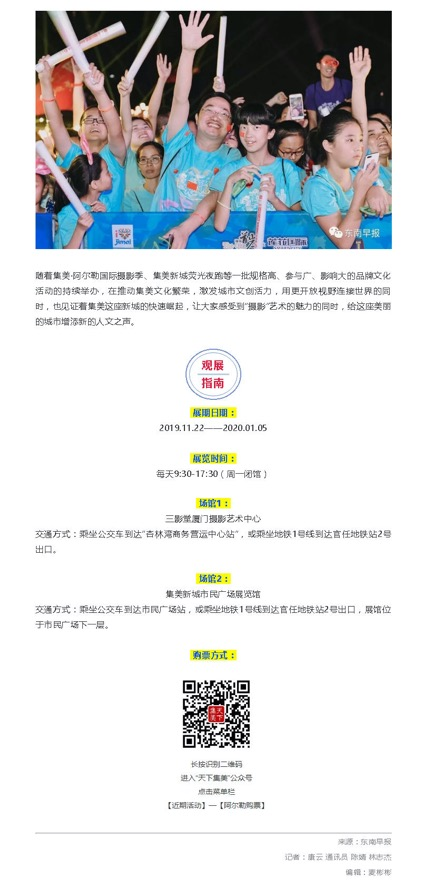 jimei
东南早报
随着集美·阿尔勒国际摄影季、集美新城荧光夜跑等一批规格高、参与广、影响大的品牌文化
活动的持续举办，在推动集美文化繁荣，激发城市文创活力，用更开放视野连接世界的同
时，也见证着集美这座新城的快速崛起，让大家感受到“摄影”艺术的魅力的同时，给这座美丽
的城市增添新的人文之声。
观展
指南
展期日期：
2019.11.22——2020.01.05
展览时间：
每天9:30-17:30（周一闭馆）
场馆1：
三影堂厦门摄影艺术中心
交通方式：乘坐公交车到达“杏林湾商务营运中心站”，或乘坐地铁1号线到达官任地铁站2号
出口。
场馆2：
集美新城市民广场展览馆
交通方式：乘坐公交车到达市民广场站，或乘坐地铁1号线到达官任地铁站2号出口，展馆位
于市民广场下一层。
购票方式：
天下集美
长按识别二维码
进入“天下集美”公众号
点击菜单栏
【近期活动】—【阿尔勒购票】
来源：东南早报
记者：唐云 通讯员 陈婧 林志杰
编辑：夏彬彬